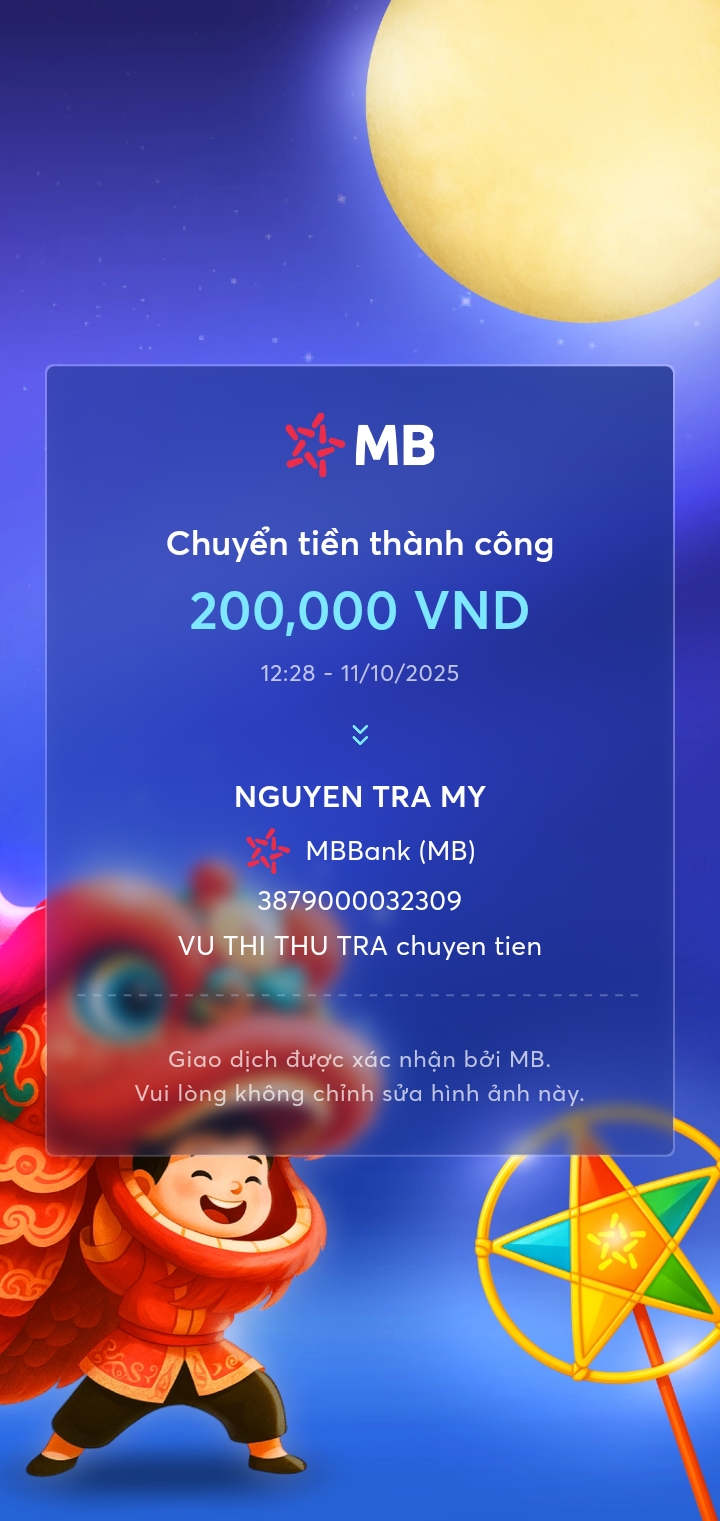 MB
Chuyển tiền thành công
200,000 VND
12:28 - 11/10/2025
NGUYEN TRA MY
MBBank (MB)
3879000032309
VU THI THU TRA chuyen tien
Giao dịch được xác nhận bởi MB.
Vui lòng không chỉnh sửa hình ảnh này.